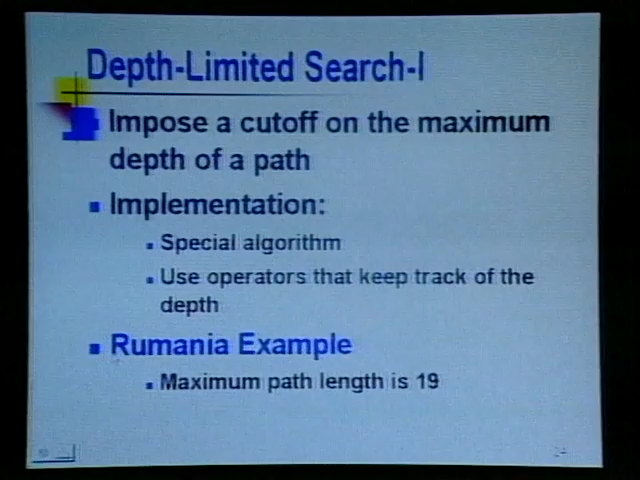 Depth-Limited Search-I
Impose a cutoff on the maximum
depth of a path
Implementation:
Special algorithm
Use operators that keep track of the
depth
Rumania Example
Maximum path length is 19